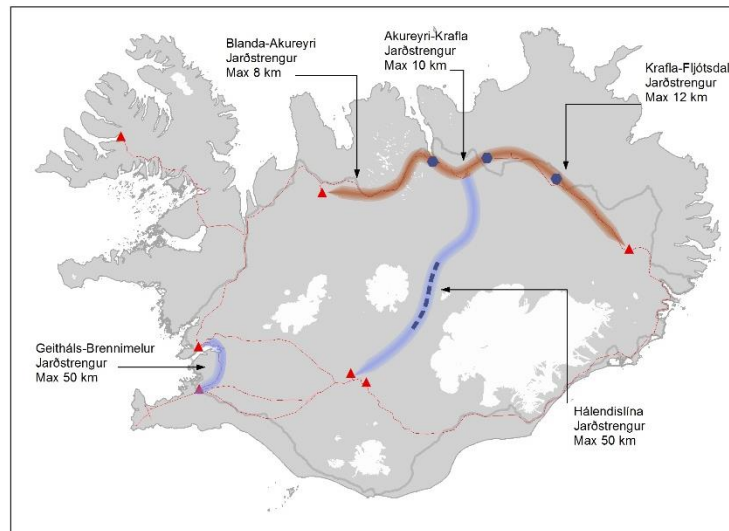 Blanda-Akureyri
Jarðstrengur
Max 8 km
Akureyri-Krafla
Jarðstrengur
Max 10 km
Krafla-Fljótsdal
Jarðstrengur
Max 12 km
Geitháls-Brennimelur
Jarðstrengur
Max 50 km
Hálendislína
Jarðstrengur
Max 50 km